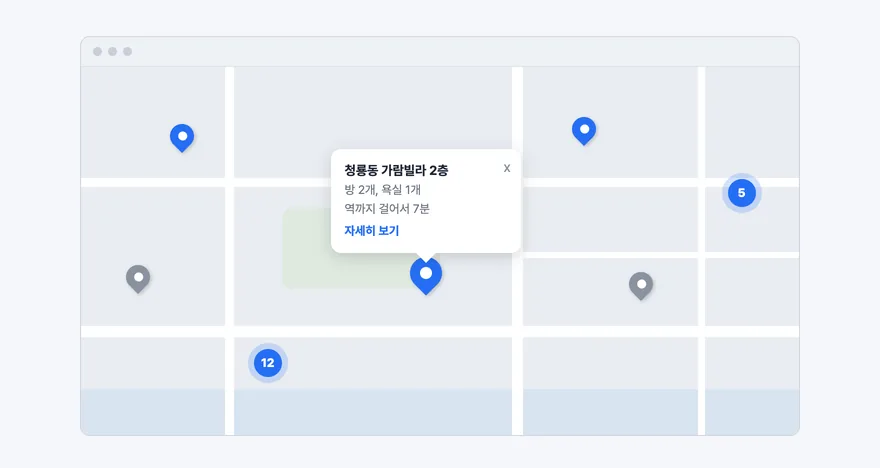 청룡동 가람빌라 2층
X
방 2개, 욕실 1개
역까지 걸어서 7분
자세히 보기
5
12